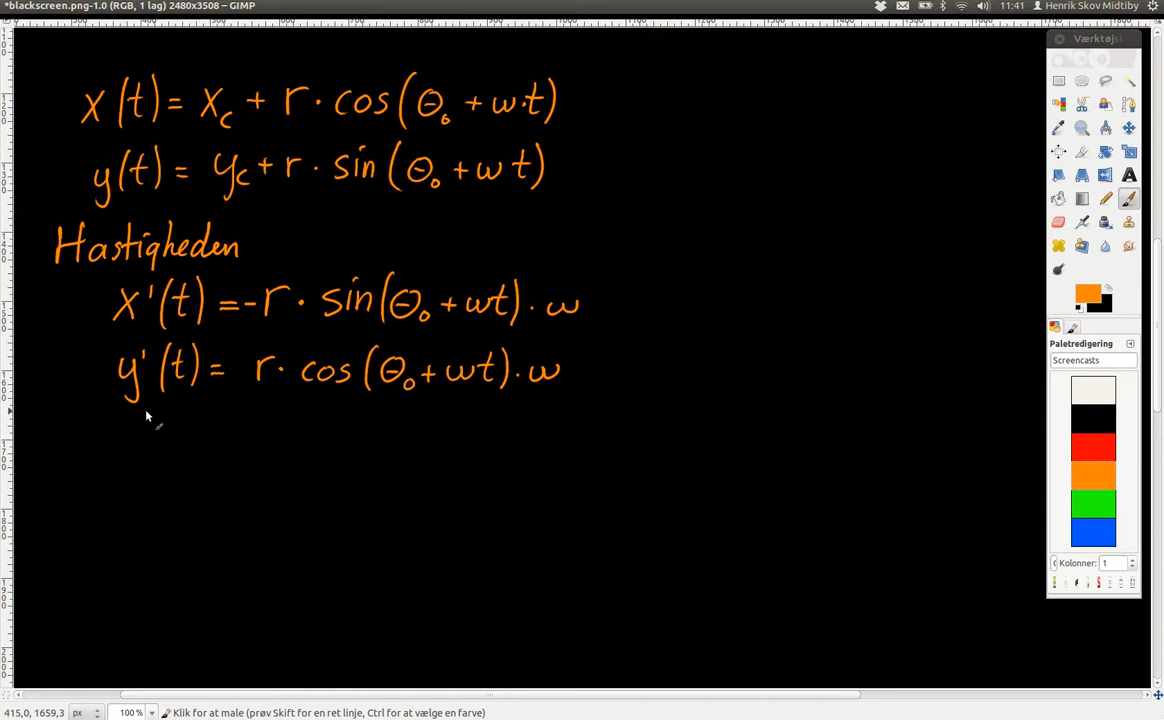 *blackscreen.png-1.0 (RGB, 1 lag) 2480x3508 – GIMP
11:41 Henrik Skov Midtiby
x(t) = x_c + r · cos(θ₀ + ω·t)
y(t) = y_c + r · sin(θ₀ + ω t)
Hastigheden
x'(t) = -r · sin(θ₀ + ωt) · ω
y'(t) = r · cos(θ₀ + ωt) · ω
Paletredigering
Screencasts
Kolonner: 1
415,0, 1659,3 px 100% Klik for at male (prøv Skift for en ret linje, Ctrl for at vælge en farve)